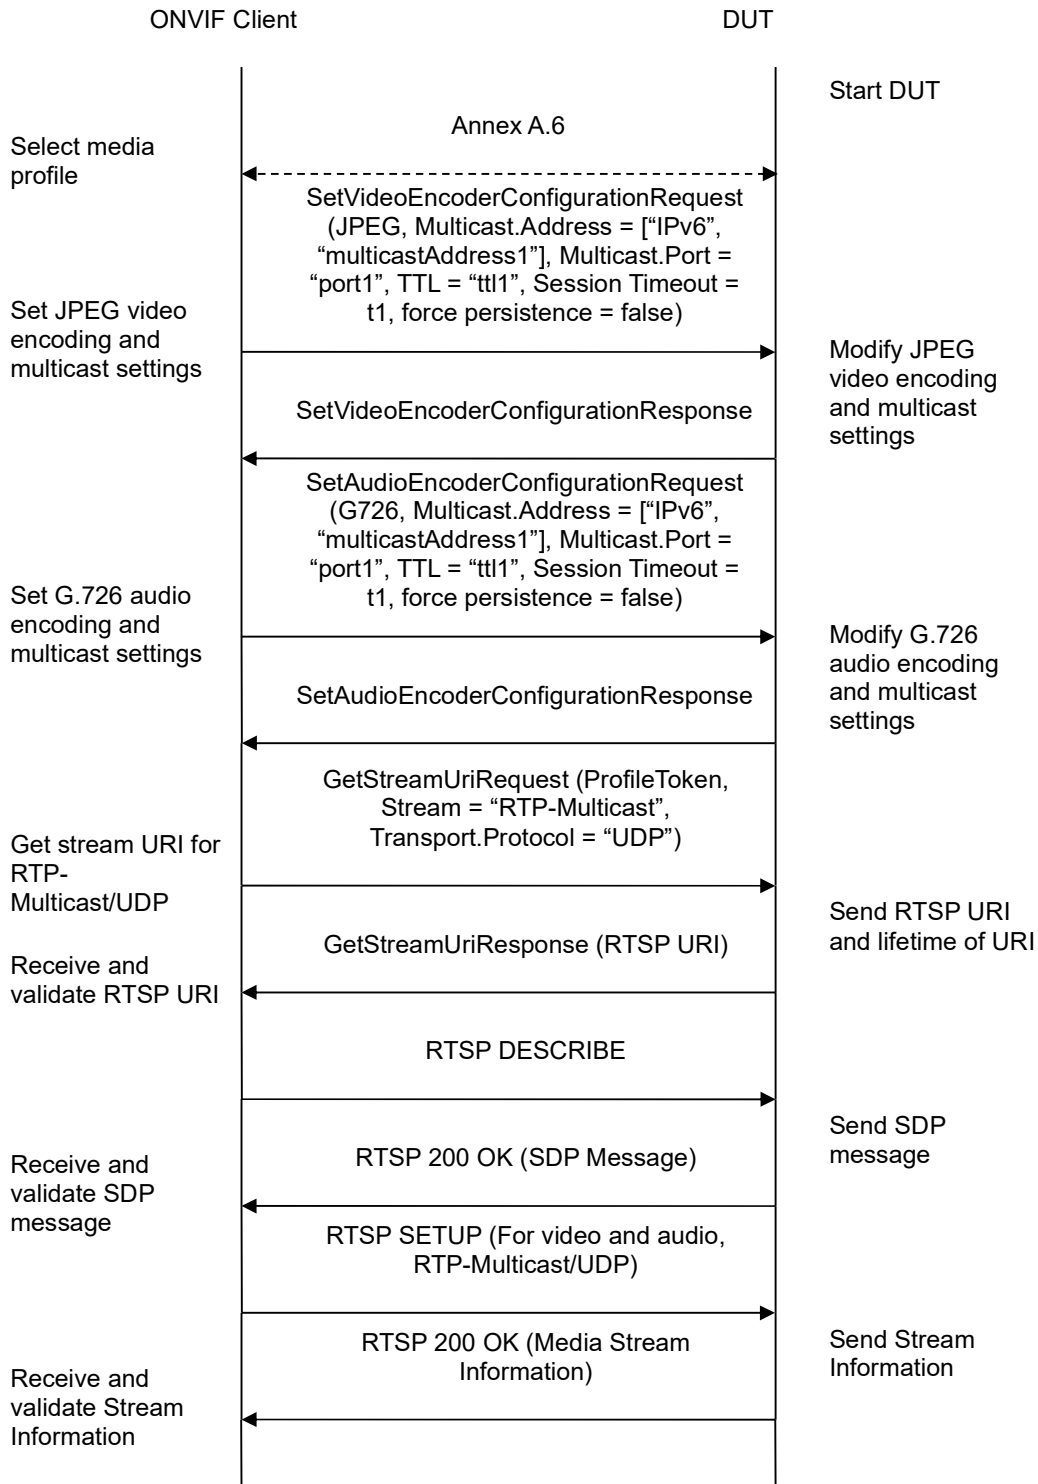 ONVIF Client
DUT
Start DUT
Annex A.6
Select media
profile
SetVideoEncoderConfigurationRequest
(JPEG, Multicast.Address = [“IPv6”,
“multicastAddress1”], Multicast.Port =
“port1”, TTL = “ttl1”, Session Timeout =
t1, force persistence = false)
Set JPEG video
encoding and
multicast settings
Modify JPEG
video encoding
and multicast
settings
SetVideoEncoderConfigurationResponse
SetAudioEncoderConfigurationRequest
(G726, Multicast.Address = [“IPv6”,
“multicastAddress1”], Multicast.Port =
“port1”, TTL = “ttl1”, Session Timeout =
t1, force persistence = false)
Set G.726 audio
encoding and
multicast settings
Modify G.726
audio encoding
and multicast
settings
SetAudioEncoderConfigurationResponse
GetStreamUriRequest (ProfileToken,
Stream = “RTP-Multicast”,
Transport.Protocol = “UDP”)
Get stream URI for
RTP-
Multicast/UDP
Send RTSP URI
and lifetime of URI
GetStreamUriResponse (RTSP URI)
Receive and
validate RTSP URI
RTSP DESCRIBE
Send SDP
message
RTSP 200 OK (SDP Message)
Receive and
validate SDP
message
RTSP SETUP (For video and audio,
RTP-Multicast/UDP)
Send Stream
Information
RTSP 200 OK (Media Stream
Information)
Receive and
validate Stream
Information